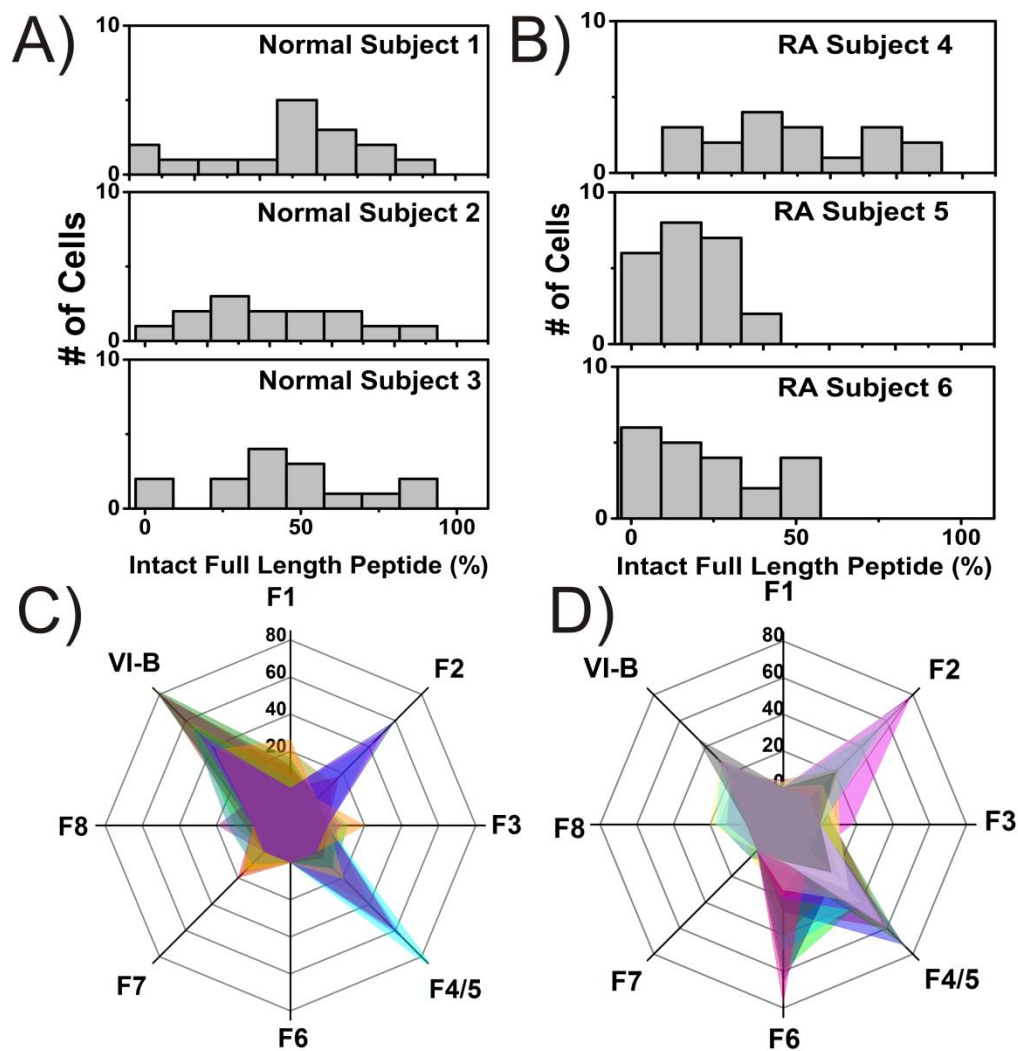 A)
Normal Subject 1
10
0
Normal Subject 2
10
0
Normal Subject 3
10
0
# of Cells
0 50 100
Intact Full Length Peptide (%)
B)
RA Subject 4
10
0
RA Subject 5
10
0
RA Subject 6
10
0
# of Cells
0 50 100
Intact Full Length Peptide (%)
C)
F1
F2
F3
F4/5
F6
F7
F8
VI-B
80
60
40
20
D)
F1
F2
F3
F4/5
F6
F7
F8
VI-B
80
60
40
20
0